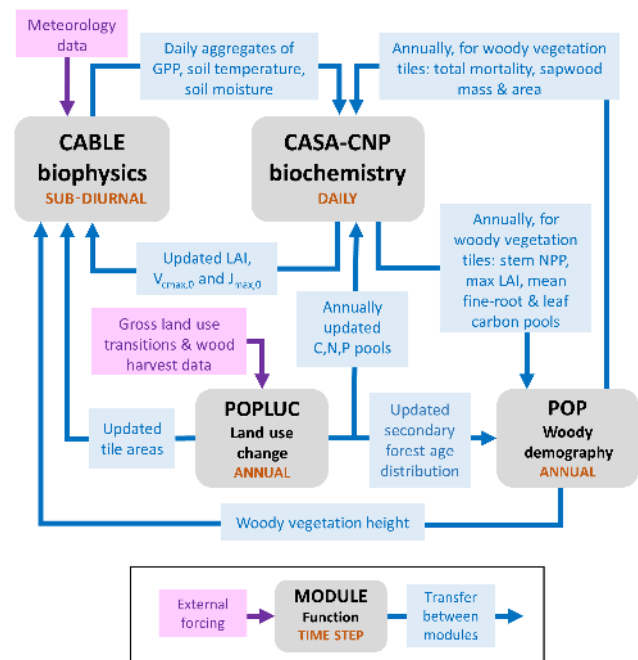 Meteorology
data
Daily aggregates of
GPP, soil temperature,
soil moisture
Annually, for woody vegetation
tiles: total mortality, sapwood
mass & area
CABLE
biophysics
SUB-DIURNAL
CASA-CNP
biochemistry
DAILY
Updated LAI,
Vcmax,0 and Jmax,0
Annually, for
woody vegetation
tiles: stem NPP,
max LAI, mean
fine-root & leaf
carbon pools
Gross land use
transitions & wood
harvest data
Annually
updated
C,N,P pools
Updated
tile areas
POPLUC
Land use
change
ANNUAL
Updated
secondary
forest age
distribution
POP
Woody
demography
ANNUAL
Woody vegetation height
External
forcing
MODULE
Function
TIME STEP
Transfer
between
modules